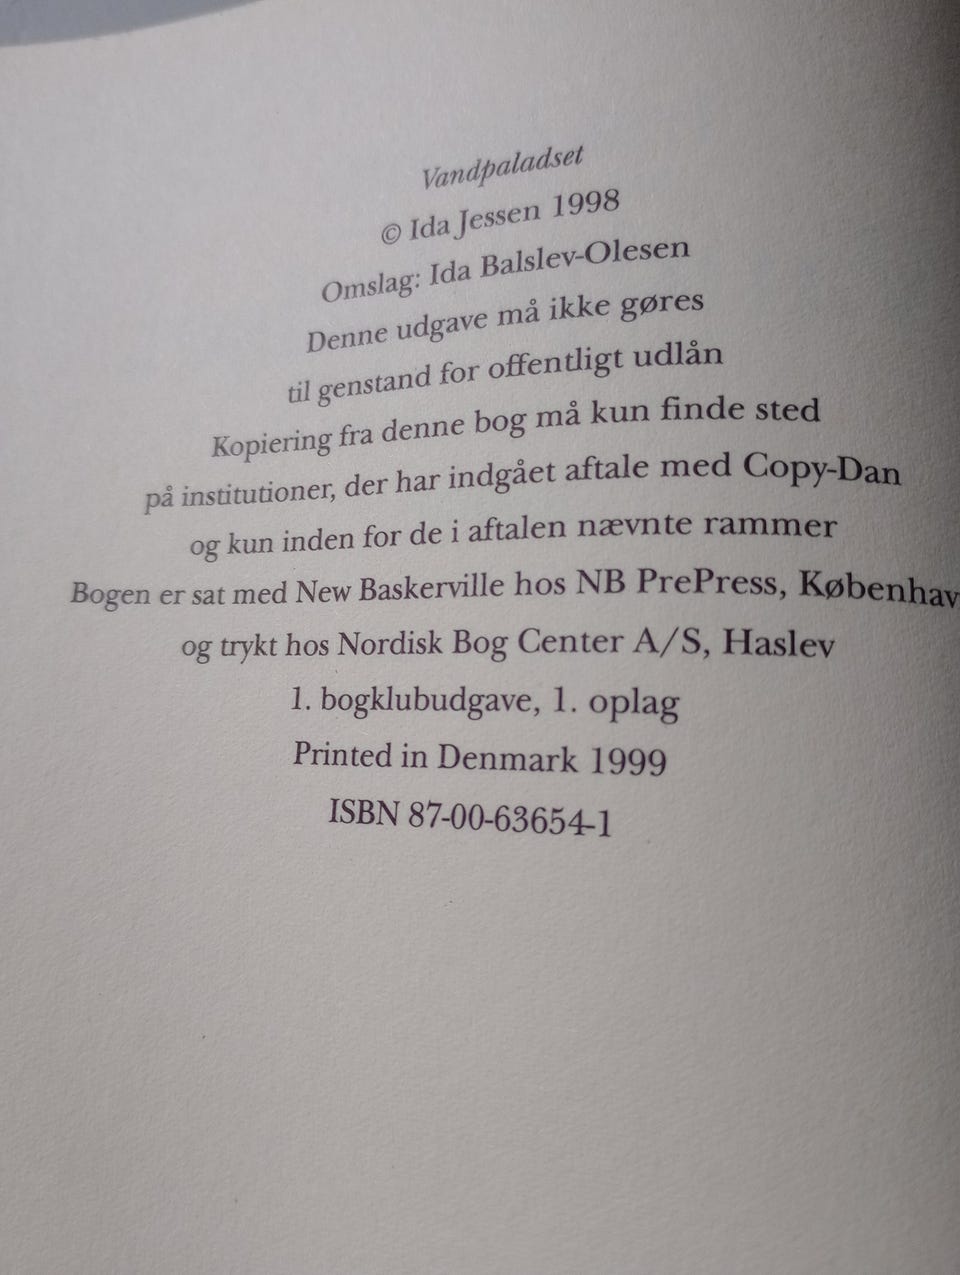 Vandpaladset
© Ida Jessen 1998
Omslag: Ida Balslev-Olesen
Denne udgave må ikke gøres
til genstand for offentligt udlån
Kopiering fra denne bog må kun finde sted
på institutioner, der har indgået aftale med Copy-Dan
og kun inden for de i aftalen nævnte rammer
Bogen er sat med New Baskerville hos NB PrePress, Københav
og trykt hos Nordisk Bog Center A/S, Haslev
1. bogklubudgave, 1. oplag
Printed in Denmark 1999
ISBN 87-00-63654-1